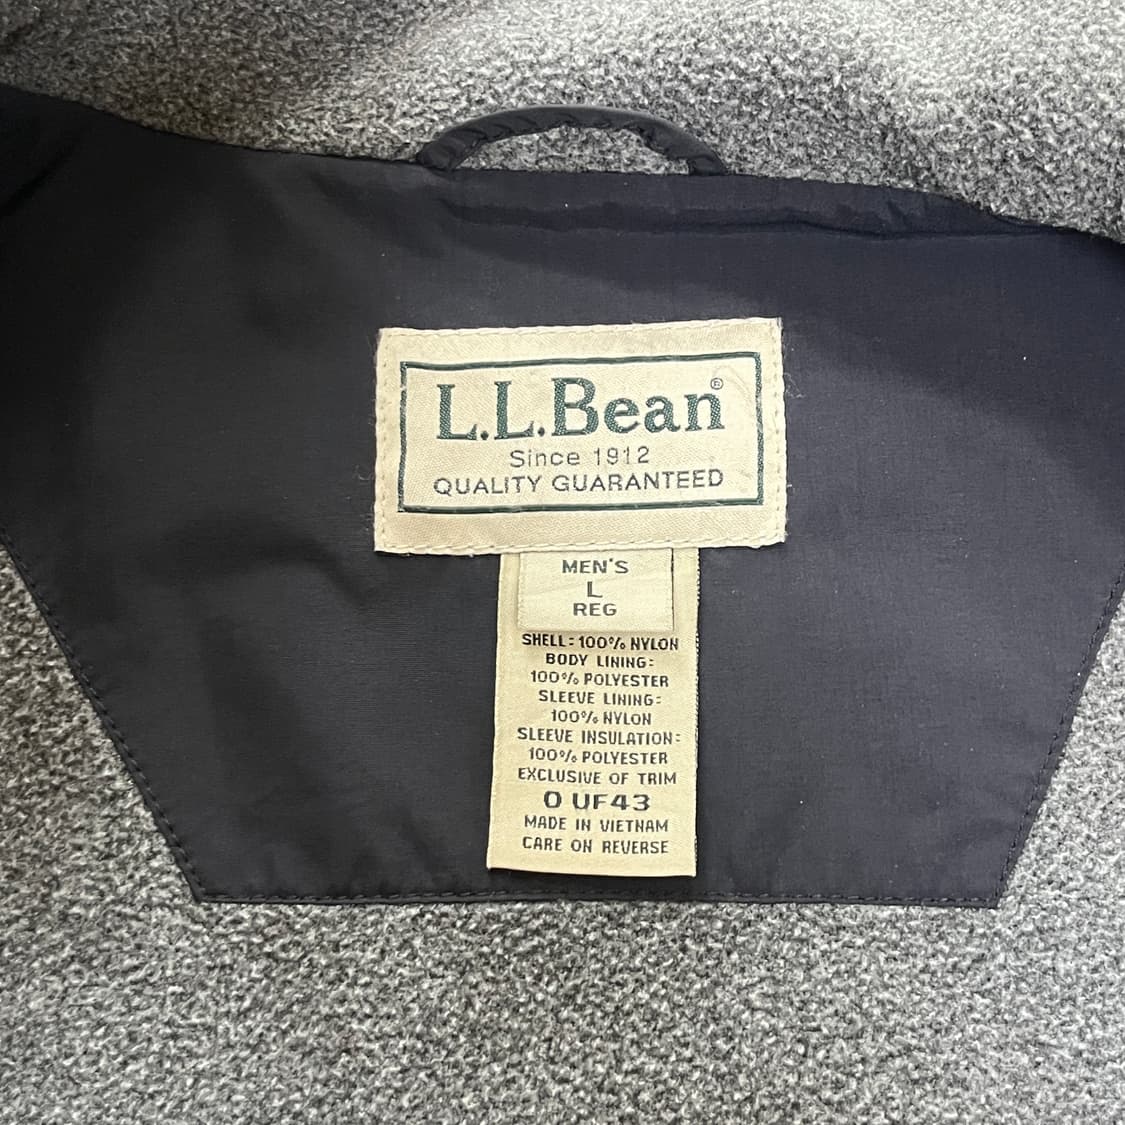 L.L.Bean®
Since 1912
QUALITY GUARANTEED
MEN'S
L
REG
SHELL: 100% NYLON
BODY LINING:
100% POLYESTER
SLEEVE LINING:
100% NYLON
SLEEVE INSULATION:
100% POLYESTER
EXCLUSIVE OF TRIM
0 UF43
MADE IN VIETNAM
CARE ON REVERSE